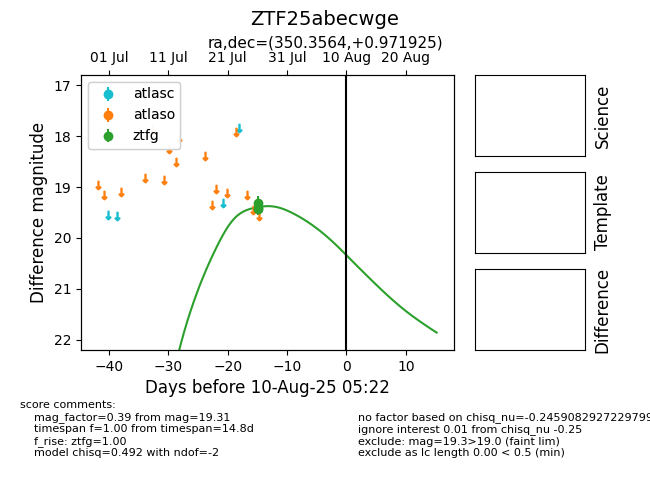 ZTF25abecwge
ra,dec=(350.3564,+0.971925)
01 Jul 11 Jul 21 Jul 31 Jul 10 Aug 20 Aug
17
18
19
20
21
22
Difference magnitude
atlasc
atlaso
ztfg
−40 −30 −20 −10 0 10
Days before 10-Aug-25 05:22
Science
Template
Difference
score comments:
mag_factor=0.39 from mag=19.31
timespan f=1.00 from timespan=14.8d
f_rise: ztfg=1.00
model chisq=0.492 with ndof=-2
no factor based on chisq_nu=-0.2459082927229799
ignore interest 0.01 from chisq_nu -0.25
exclude: mag=19.3>19.0 (faint lim)
exclude as lc length 0.00 < 0.5 (min)